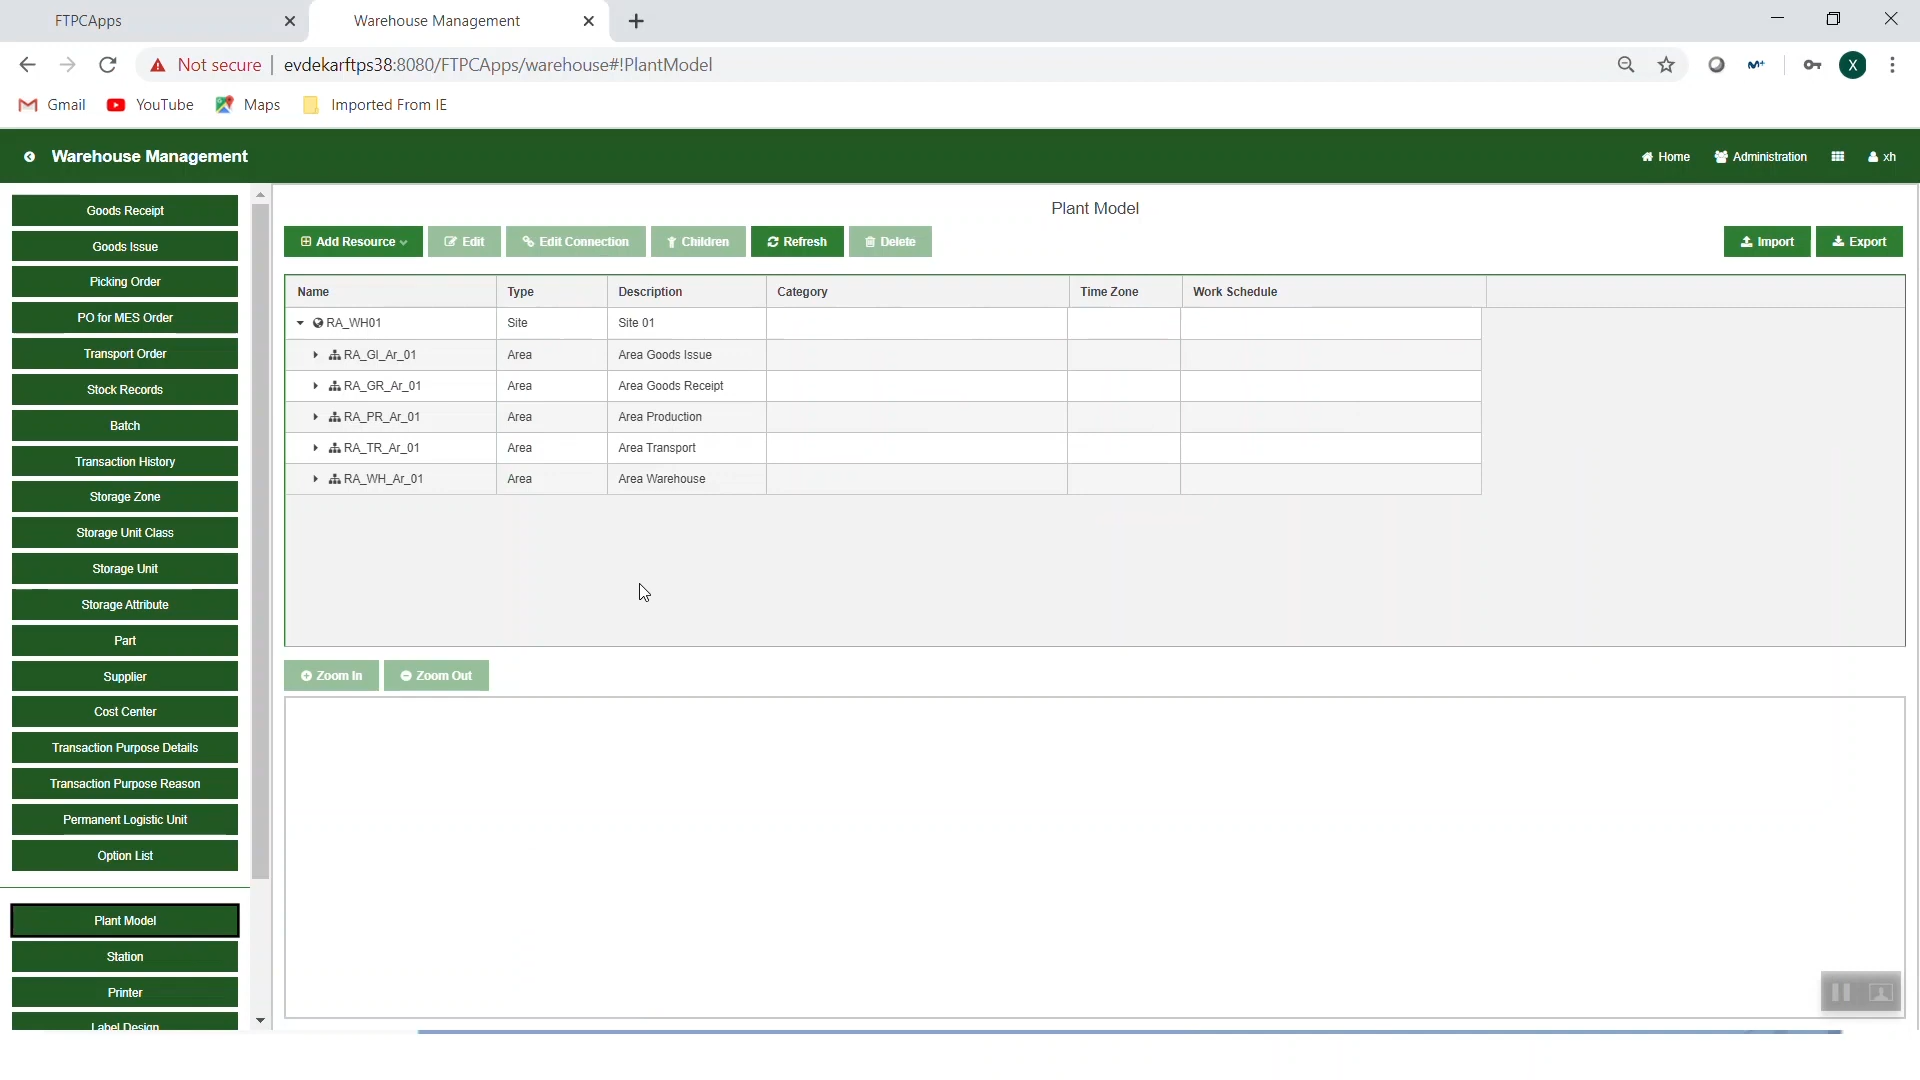 FTPCApps
Warehouse Management
Not secure evdekarftps38:8080/FTPCApps/warehouse#!PlantModel
X
Gmail YouTube Maps Imported From IE
Warehouse Management
Home Administration xh
Goods Receipt
Goods Issue
Picking Order
PO for MES Order
Transport Order
Stock Records
Batch
Transaction History
Storage Zone
Storage Unit Class
Storage Unit
Storage Attribute
Part
Supplier
Cost Center
Transaction Purpose Details
Transaction Purpose Reason
Permanent Logistic Unit
Option List
Plant Model
Station
Printer
Label Design
Plant Model
Add Resource Edit Edit Connection Children Refresh Delete Import Export
Name Type Description Category Time Zone Work Schedule
RA_WH01 Site Site 01
RA_GI_Ar_01 Area Area Goods Issue
RA_GR_Ar_01 Area Area Goods Receipt
RA_PR_Ar_01 Area Area Production
RA_TR_Ar_01 Area Area Transport
RA_WH_Ar_01 Area Area Warehouse
Zoom In Zoom Out